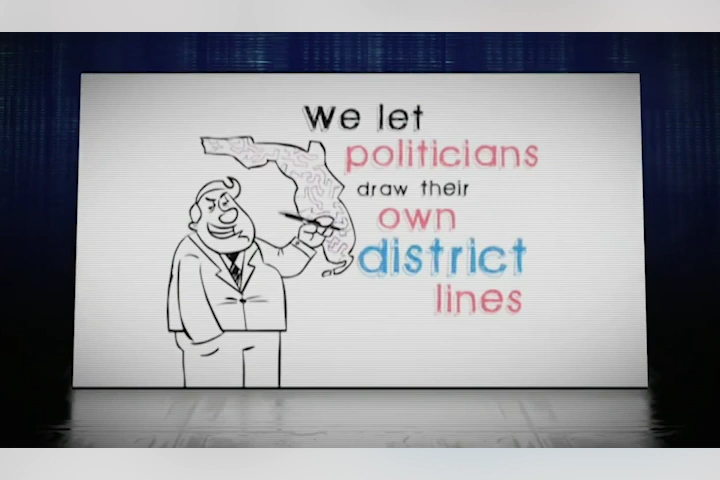 We let
politicians
draw their
own
district
lines